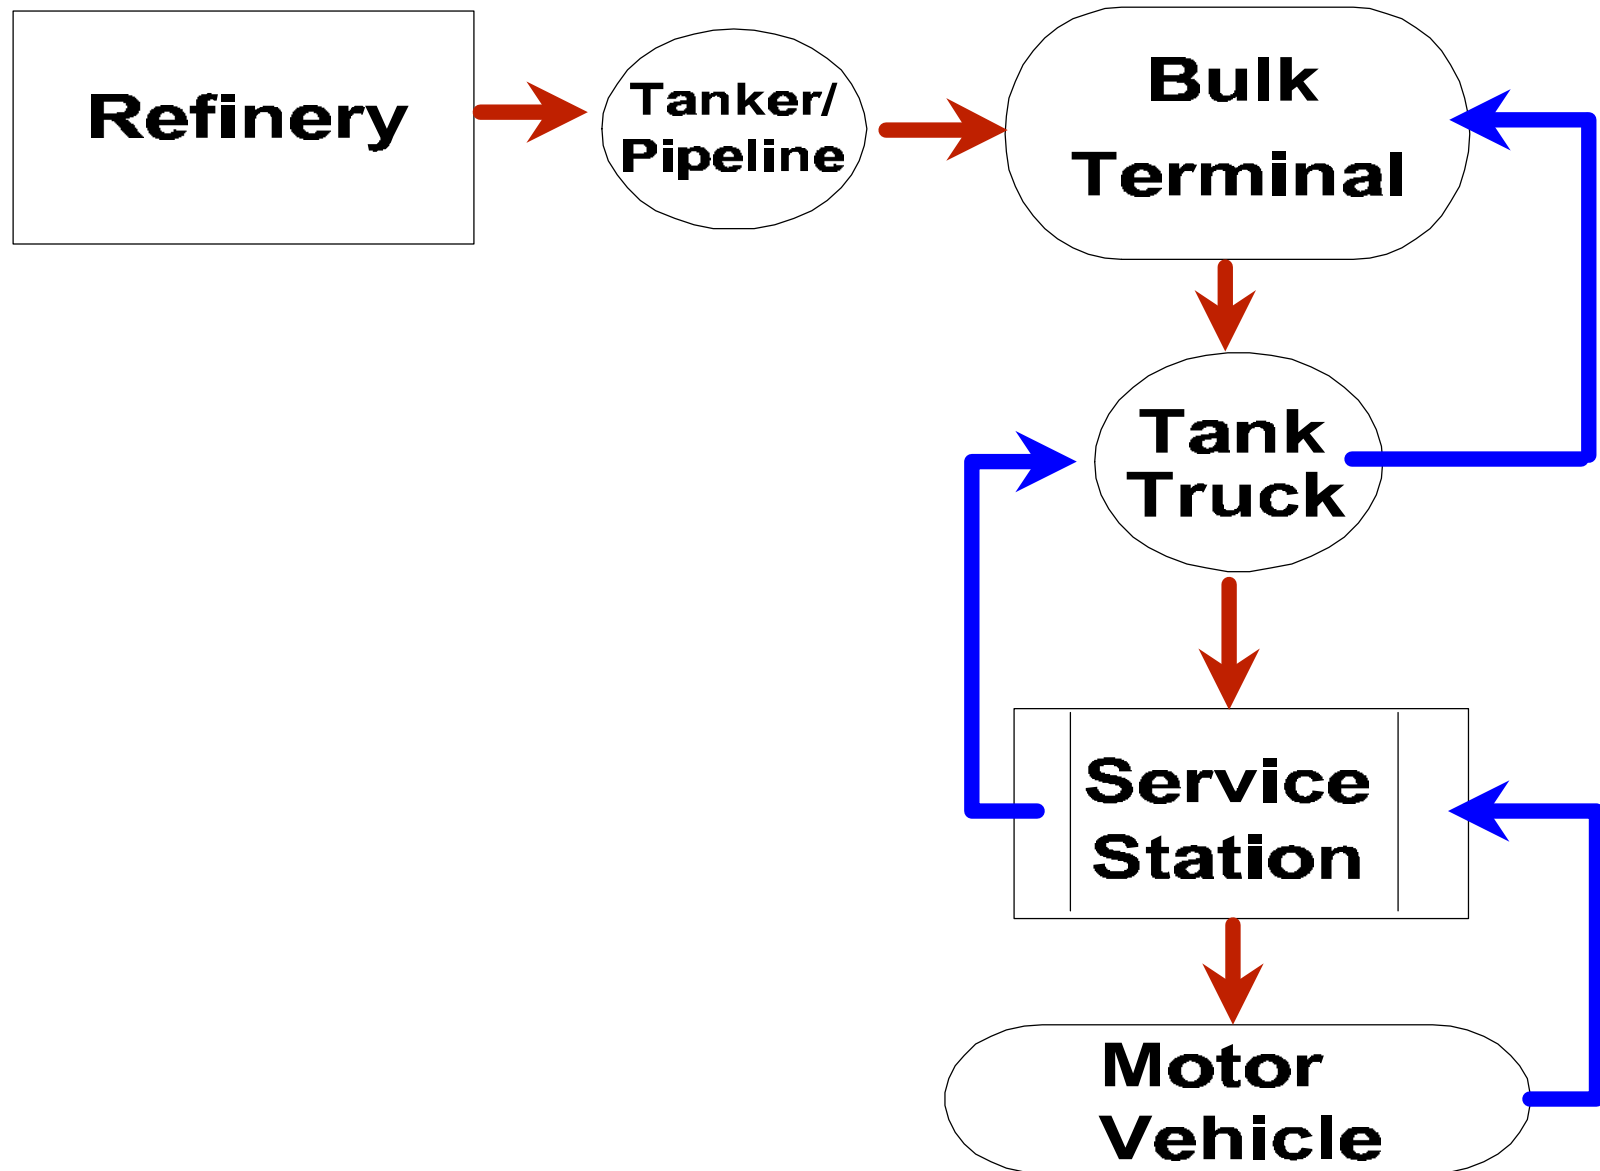 Refinery
Tanker/
Pipeline
Bulk
Terminal
Tank
Truck
Service
Station
Motor
Vehicle